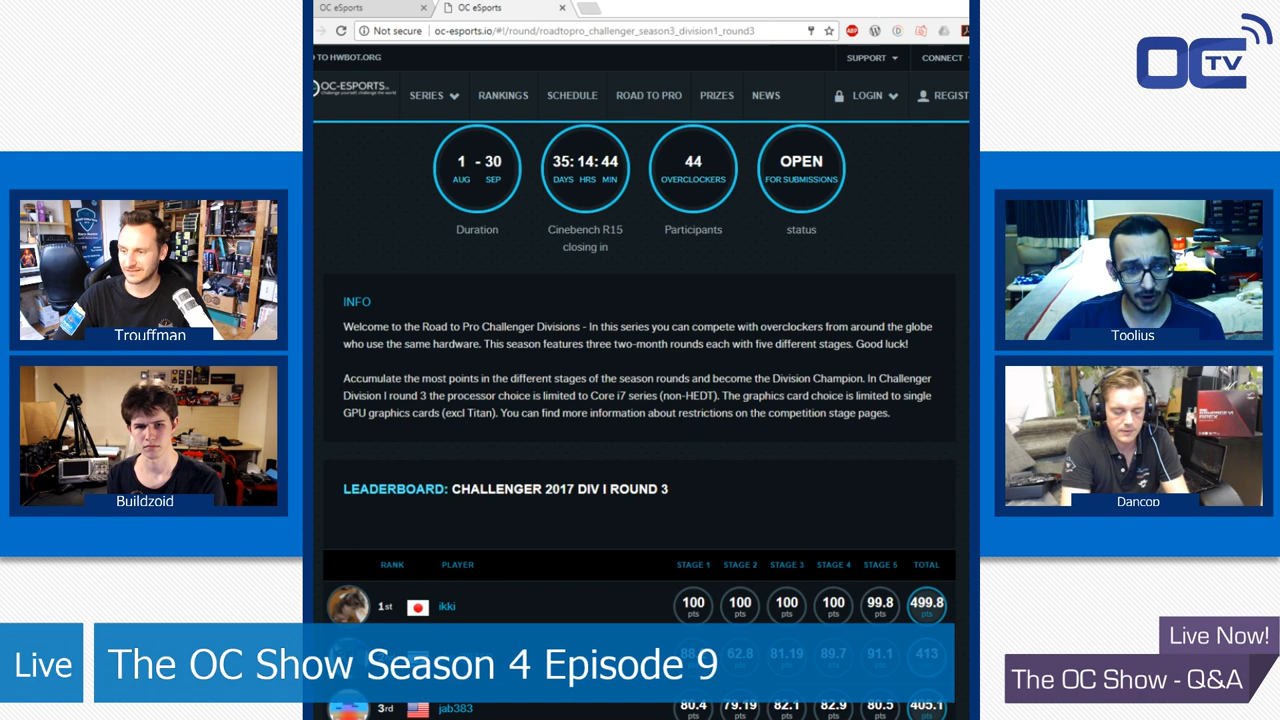 OC eSports
OC eSports
Not secure
oc-esports.io/#!/round/roadtopro_challenger_season3_division1_round3
ABP
TO HWBOT.ORG
SUPPORT
CONNECT
OC-ESPORTS
SERIES
RANKINGS
SCHEDULE
ROAD TO PRO
PRIZES
NEWS
LOGIN
REGIST
1 - 30
AUG SEP
35: 14: 44
DAYS HRS MIN
44
OVERCLOCKERS
OPEN
FOR SUBMISSIONS
Duration
Cinebench R15
closing in
Participants
status
INFO
Welcome to the Road to Pro Challenger Divisions - In this series you can compete with overclockers from around the globe
who use the same hardware. This season features three two-month rounds each with five different stages. Good luck!
Accumulate the most points in the different stages of the season rounds and become the Division Champion. In Challenger
Division I round 3 the processor choice is limited to Core i7 series (non-HEDT). The graphics card choice is limited to single
GPU graphics cards (excl Titan). You can find more information about restrictions on the competition stage pages.
LEADERBOARD: CHALLENGER 2017 DIV I ROUND 3
RANK PLAYER STAGE 1 STAGE 2 STAGE 3 STAGE 4 STAGE 5 TOTAL
1st ikki 100 100 100 100 99.8 499.8
pts pts pts pts pts pts
62.8 81.19 89.7 91.1 413
3rd jab383 80.4 79.19 82.1 82.9 80.5 405.1
Trouffman
Buildzoid
Toolius
Dancop
OC TV
Live
The OC Show Season 4 Episode 9
Live Now!
The OC Show - Q&A